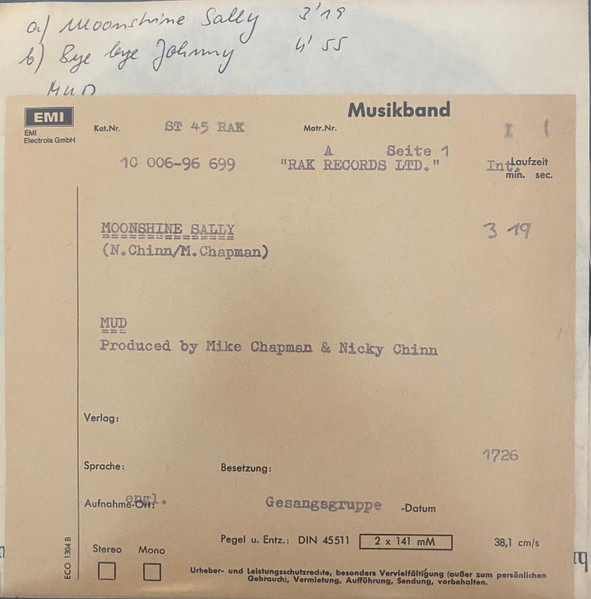 a) Moonshine Sally 3'19
b) Bye bye Johnny 4'55
MUD
EMI
EMI
Electrola GmbH
Musikband
Kat.Nr. ST 45 RAK Matr.Nr. I (
A Seite 1
1C 006-96 699 "RAK RECORDS LTD." Int. Laufzeit
min. sec.
MOONSHINE SALLY 3 19
(N.Chinn/M.Chapman)
MUD
Produced by Mike Chapman & Nicky Chinn
Verlag:
1726
Sprache: Besetzung:
engl.
Aufnahme-Ort: Gesangsgruppe -Datum
Pegel u. Entz.: DIN 45511 2 x 141 mM 38,1 cm/s
Stereo Mono
ECO 1304 B
Urheber- und Leistungsschutzrechte, besonders Vervielfältigung (außer zum persönlichen
Gebrauch), Vermietung, Aufführung, Sendung, vorbehalten.